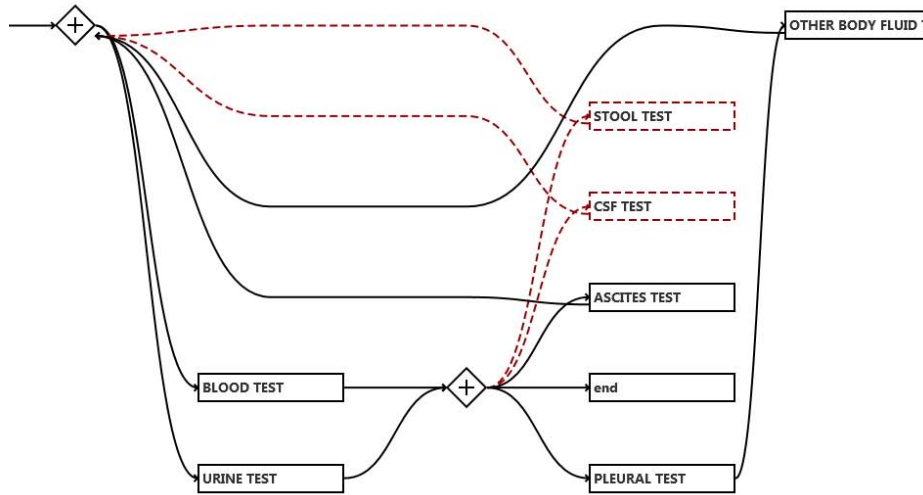 OTHER BODY FLUID
STOOL TEST
CSF TEST
ASCITES TEST
BLOOD TEST
end
URINE TEST
PLEURAL TEST